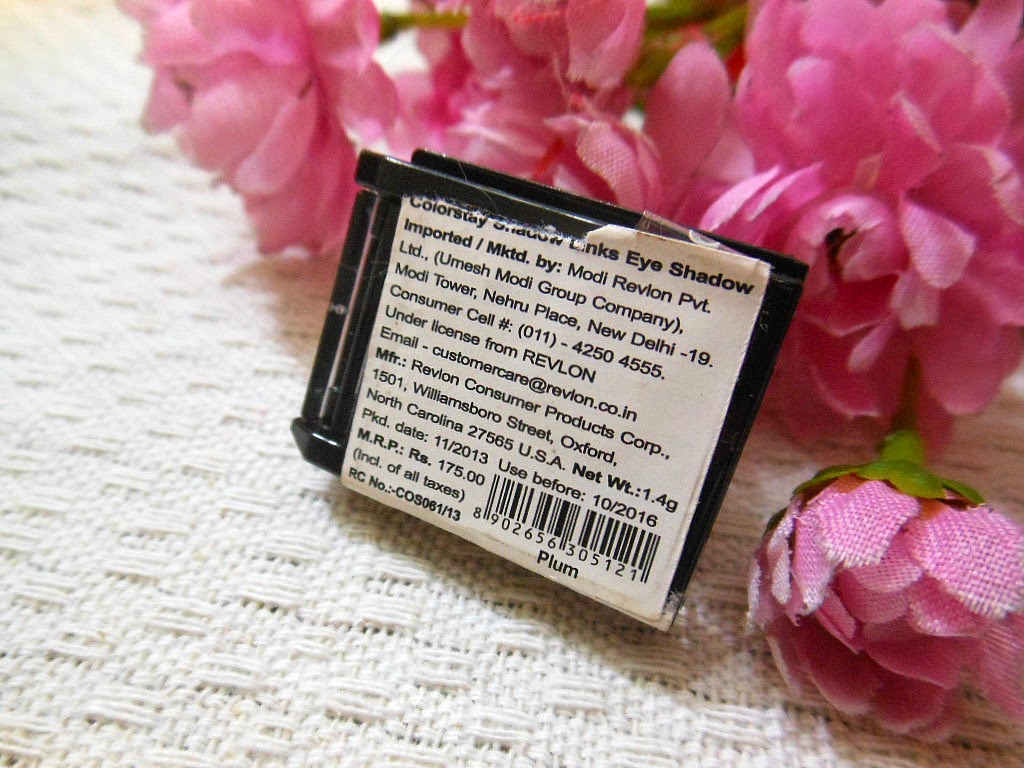 Colorstay Shadow Links Eye Shadow
Imported / Mktd. by: Modi Revlon Pvt.
Ltd., (Umesh Modi Group Company),
Modi Tower, Nehru Place, New Delhi -19.
Consumer Cell #: (011) - 4250 4555.
Under license from REVLON
Email - customercare@revlon.co.in
Mfr.: Revlon Consumer Products Corp.,
1501, Williamsboro Street, Oxford,
North Carolina 27565 U.S.A. Net Wt.:1.4g
Pkd. date: 11/2013 Use before: 10/2016
M.R.P.: Rs. 175.00
(Incl. of all taxes)
RC No.:-COS061/13
8 902656 305121
Plum